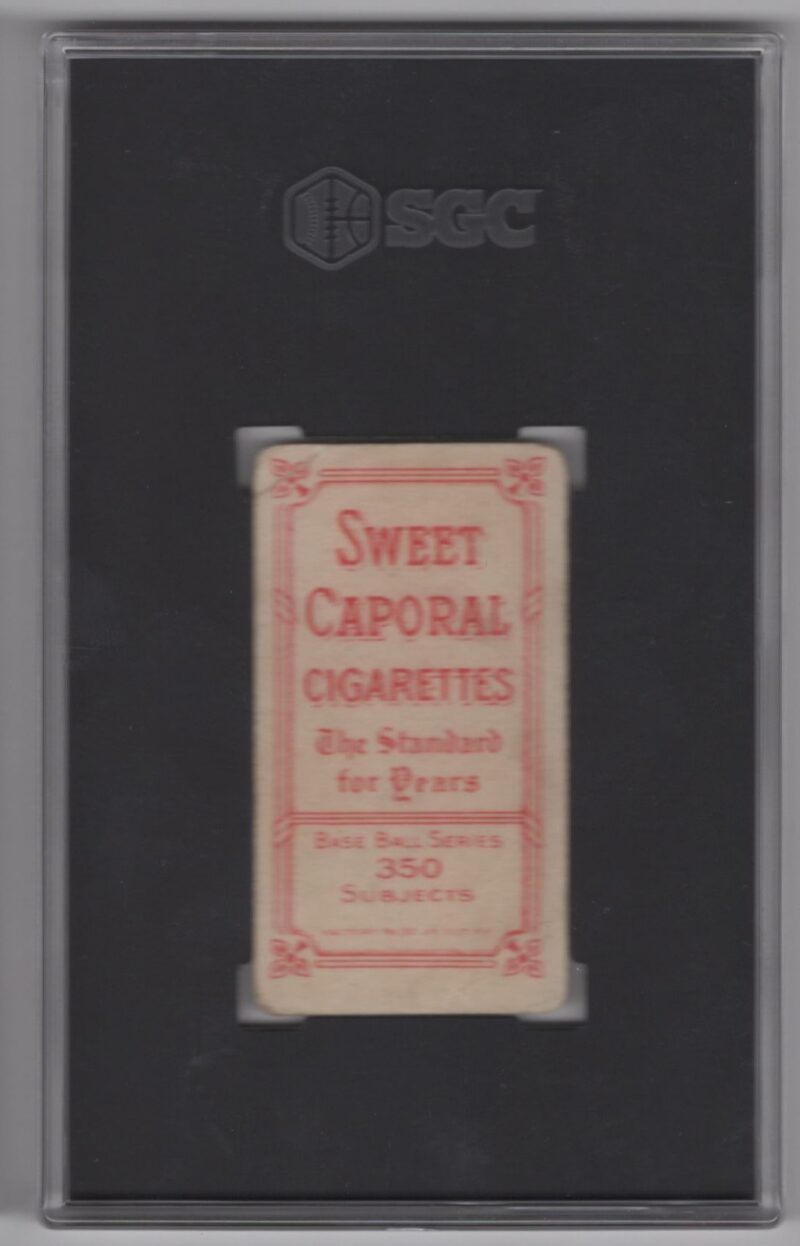 SGC
SWEET
CAPORAL
CIGARETTES
The Standard
for Years
BASE BALL SERIES
350
SUBJECTS